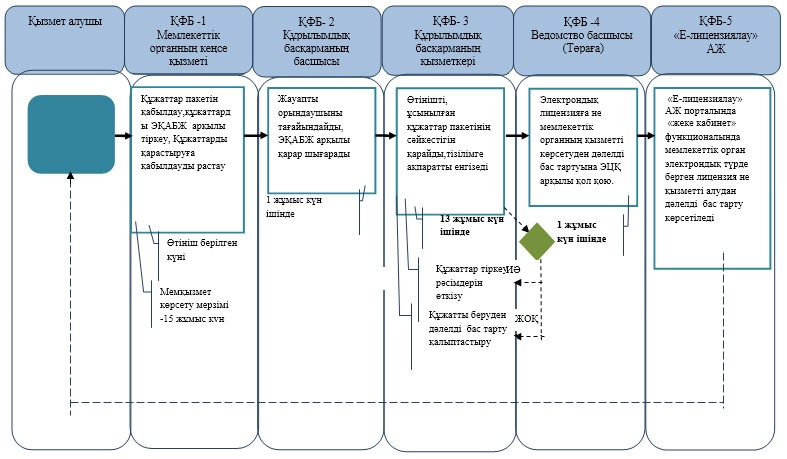 Қызмет алушы
ҚФБ -1
Мемлекеттік
органның кеңсе
қызметі
ҚФБ- 2
Құрылымдық
басқарманың
басшысы
ҚФБ- 3
Құрылымдық
басқарманың
қызметкері
ҚФБ -4
Ведомство басшысы
(Төраға)
ҚФБ-5
«Е-лицензиялау»
АЖ
Құжаттар пакетін
қабылдау,құжаттард
ы ЭҚАБЖ арқылы
тіркеу, Құжаттарды
қарастыруға
қабылдауды растау
Өтініш берілген
күні
Мемқызмет
көрсету мерзімі
-15 жұмыс күн
Жауапты
орындаушыны
тағайындайды,
ЭҚАБЖ арқылы
қарар шығарады
1 жұмыс күн
ішінде
Өтінішті,
ұсынылған
құжаттар пакетінің
сәйкестігін
қарайды,тізілімге
ақпаратты енгізеді
13 жұмыс күн
ішінде
Құжаттар тіркеу
рәсімдерін
өткізу
ИӘ
Құжатты беруден
дәлелді бас тарту
қалыптастыру
ЖОҚ
Электрондық
лицензияға не
мемлекеттік
органның қызметті
көрсетуден дәлелді
бас тартуына ЭЦҚ
арқылы қол қою.
1 жұмыс
күн ішінде
«Е-лицензиялау»
АЖ порталында
«жеке кабинет»
функционалында
мемлекеттік орган
электрондық түрде
берген лицензия не
қызметті алудан
дәлелді бас тарту
көрсетіледі